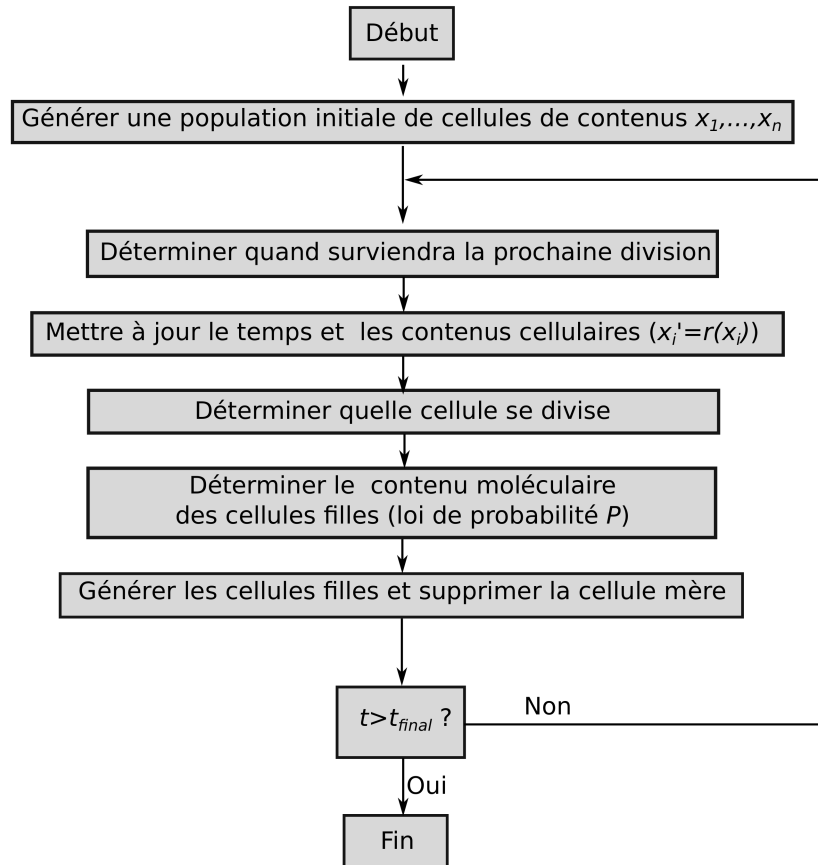 Début
Générer une population initiale de cellules de contenus x1,...,xn
Déterminer quand surviendra la prochaine division
Mettre à jour le temps et les contenus cellulaires (xi'=r(xi))
Déterminer quelle cellule se divise
Déterminer le contenu moléculaire
des cellules filles (loi de probabilité P)
Générer les cellules filles et supprimer la cellule mère
t>tfinal ?
Non
Oui
Fin